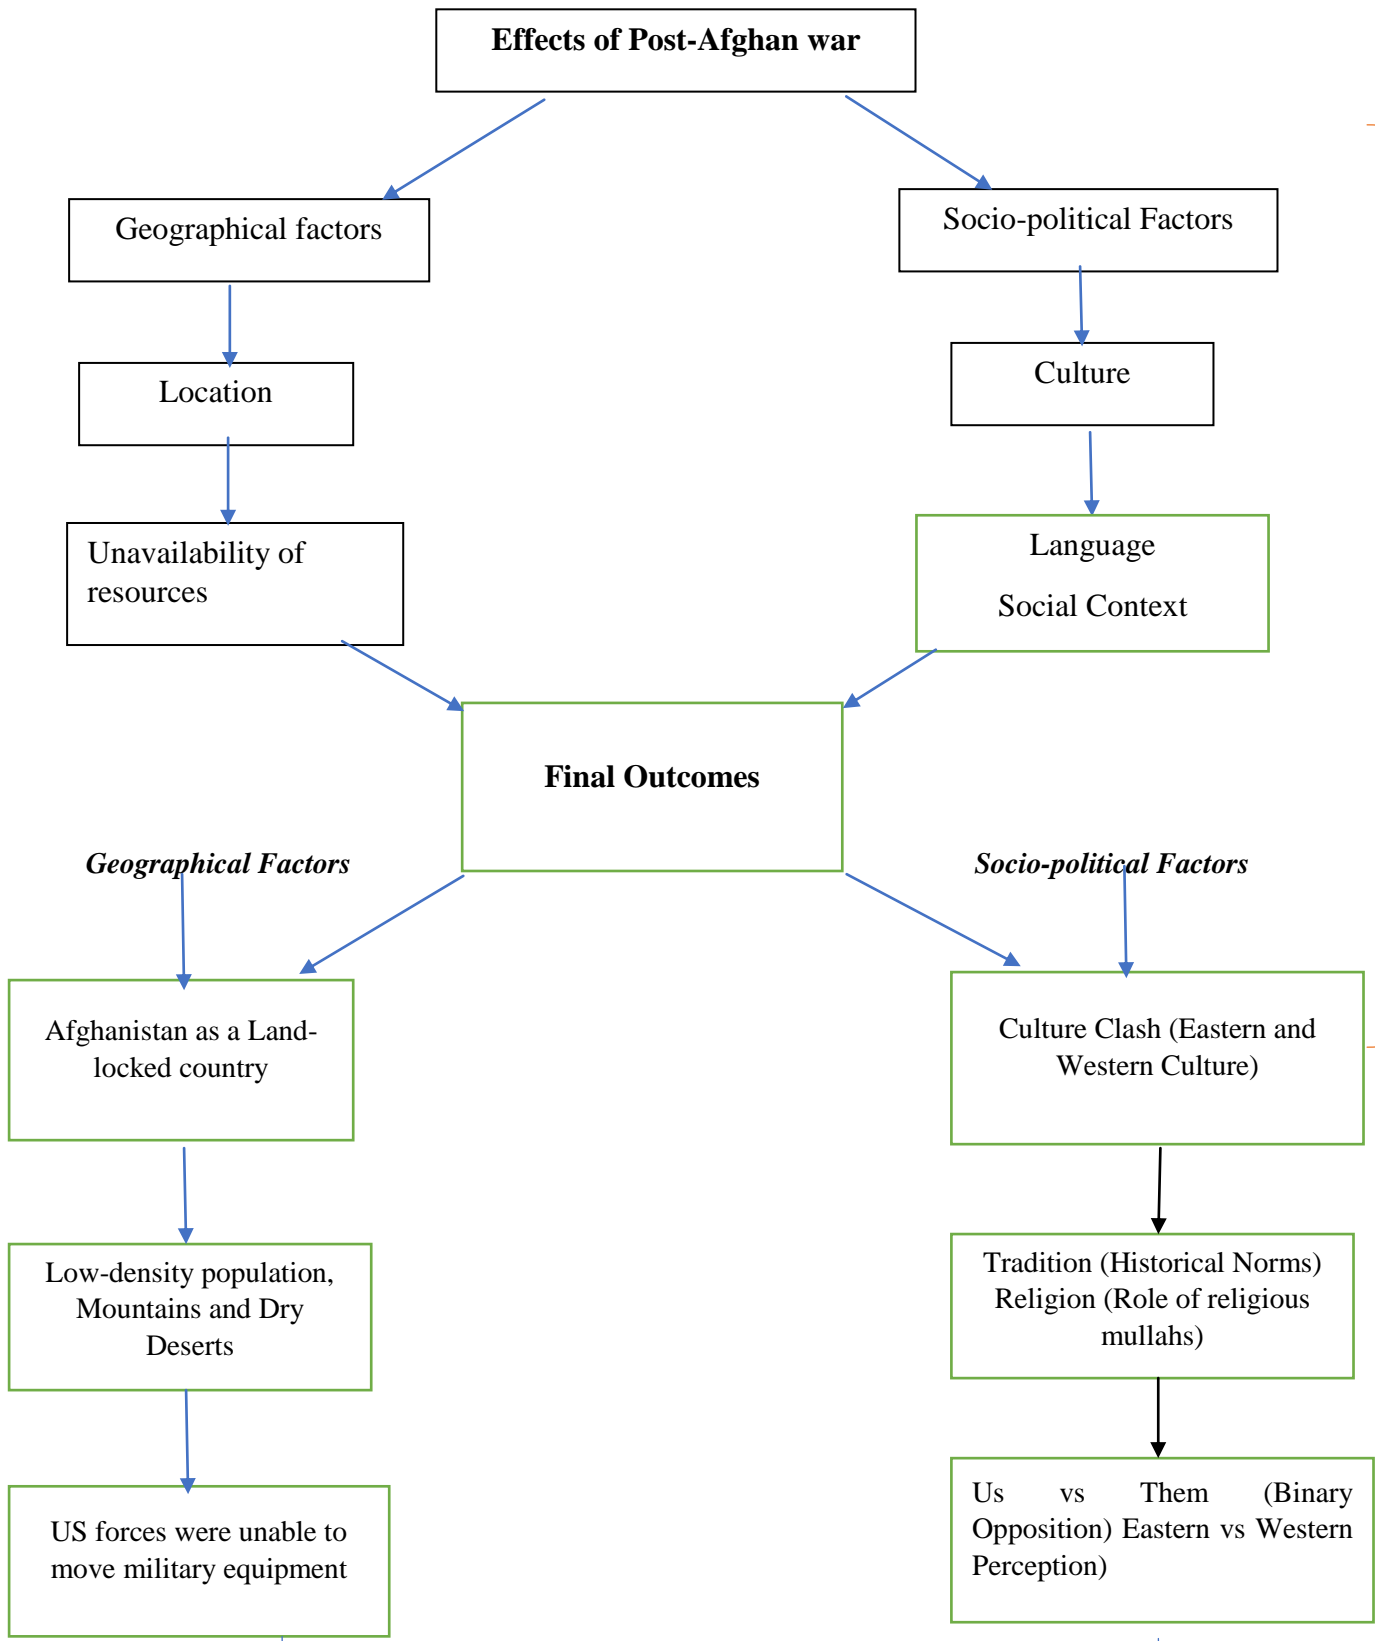 Effects of Post-Afghan war
Geographical factors
Socio-political Factors
Location
Culture
Unavailability of
resources
Language
Social Context
Final Outcomes
Geographical Factors
Socio-political Factors
Afghanistan as a Land-
locked country
Culture Clash (Eastern and
Western Culture)
Low-density population,
Mountains and Dry
Deserts
Tradition (Historical Norms)
Religion (Role of religious
mullahs)
US forces were unable to
move military equipment
Us vs Them (Binary
Opposition) Eastern vs Western
Perception)